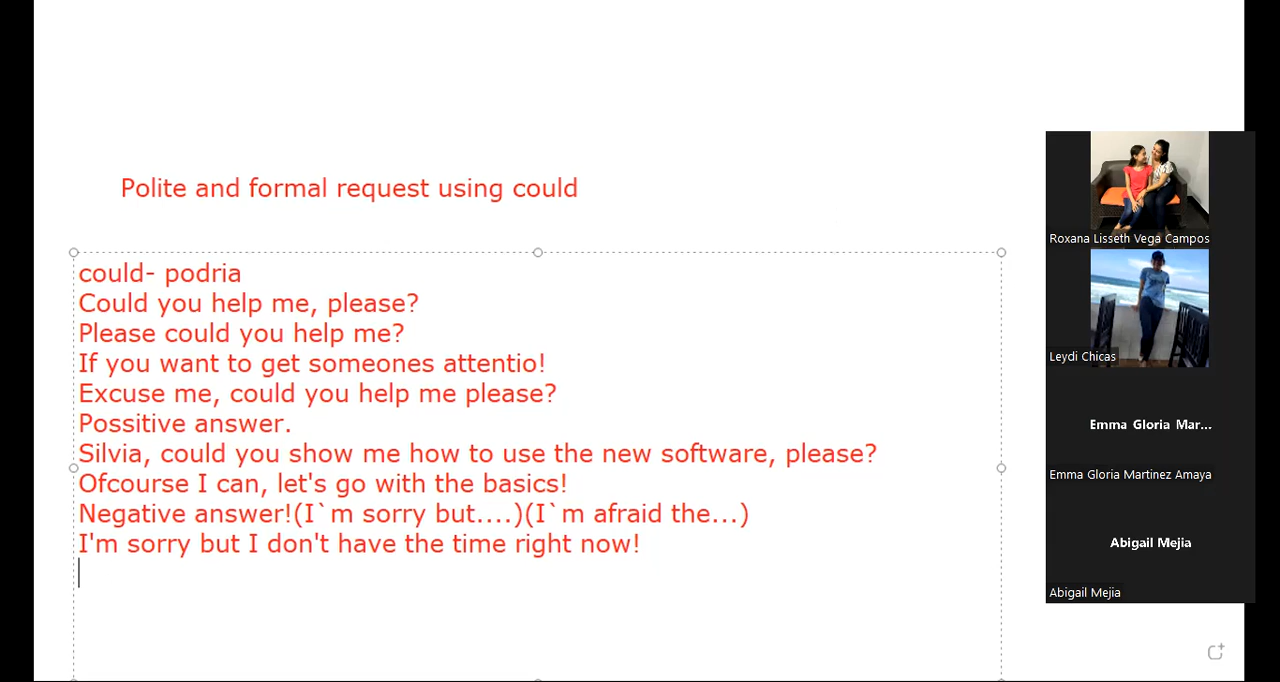 Polite and formal request using could
could- podria
Could you help me, please?
Please could you help me?
If you want to get someones attentio!
Excuse me, could you help me please?
Possitive answer.
Silvia, could you show me how to use the new software, please?
Ofcourse I can, let's go with the basics!
Negative answer!(I`m sorry but....)(I`m afraid the...)
I'm sorry but I don't have the time right now!
Roxana Lisseth Vega Campos
Leydi Chicas
Emma Gloria Mar...
Emma Gloria Martinez Amaya
Abigail Mejia
Abigail Mejia